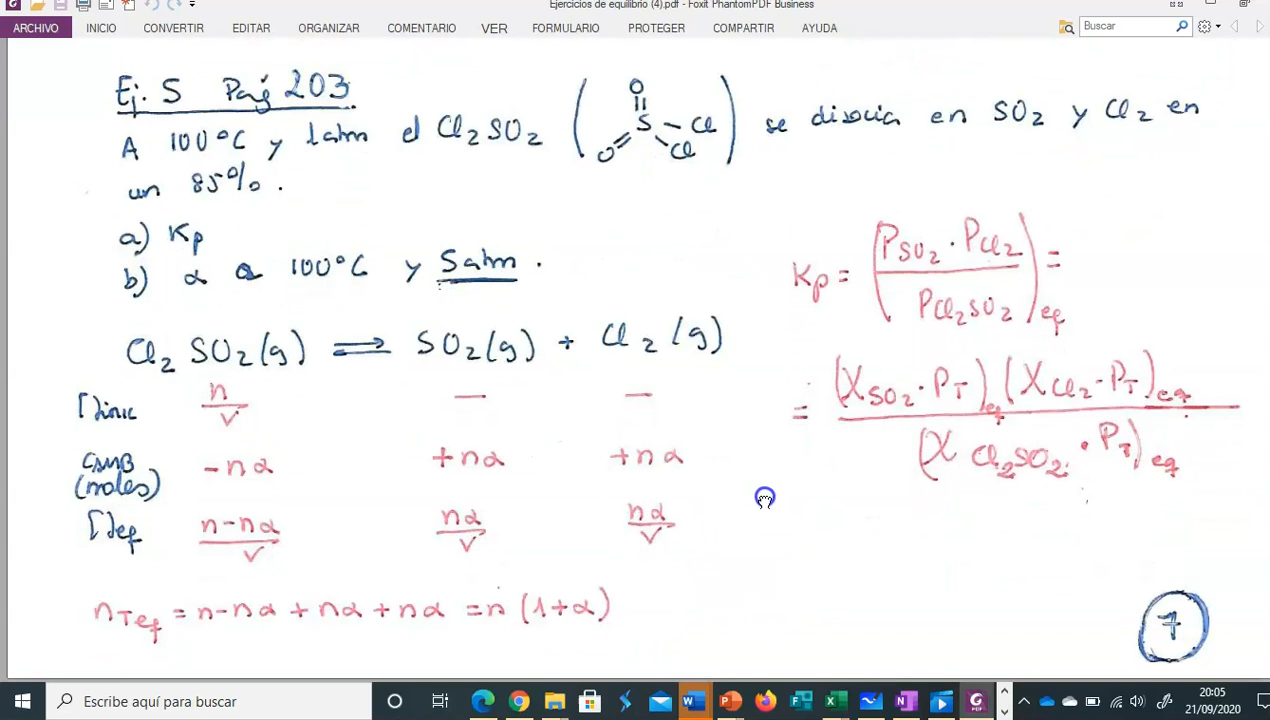 Ejercicios de equilibrio (4).pdf - Foxit PhantomPDF Business
ARCHIVO INICIO CONVERTIR EDITAR ORGANIZAR COMENTARIO VER FORMULARIO PROTEGER COMPARTIR AYUDA Buscar
Ej. 5 Pág 203
A 100°C y 1atm el Cl₂SO₂ ( O S O Cl Cl ) se disocia en SO₂ y Cl₂ en
un 85%.
a) Kp
b) α a 100°C y 5atm.
Cl₂SO₂(g) ⇌ SO₂(g) + Cl₂(g)
[ ]inic n/V — —
CAMB (moles) -nα +nα +nα
[ ]eq n-nα/V nα/V nα/V
nTeq = n-nα + nα + nα = n (1+α)
Kp = (PSO₂ · PCl₂ / PCl₂SO₂)eq =
= (XSO₂ · PT)eq (XCl₂ · PT)eq / (XCl₂SO₂ · PT)eq
7
Escribe aquí para buscar
20:05
21/09/2020